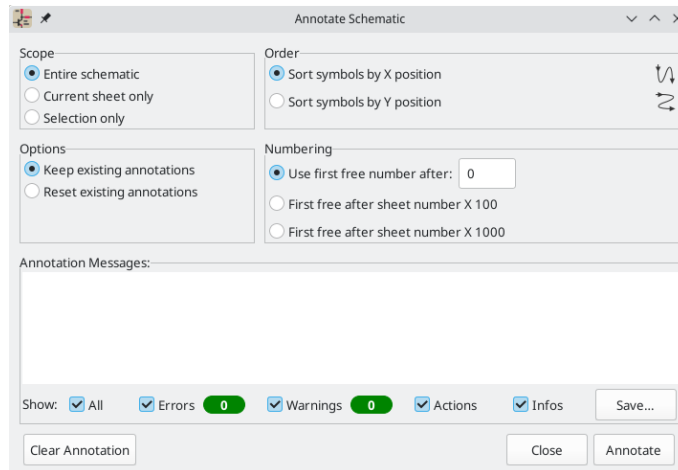 Annotate Schematic
Scope
Entire schematic
Current sheet only
Selection only
Order
Sort symbols by X position
Sort symbols by Y position
Options
Keep existing annotations
Reset existing annotations
Numbering
Use first free number after: 0
First free after sheet number X 100
First free after sheet number X 1000
Annotation Messages:
Show: All Errors 0 Warnings 0 Actions Infos Save...
Clear Annotation Close Annotate